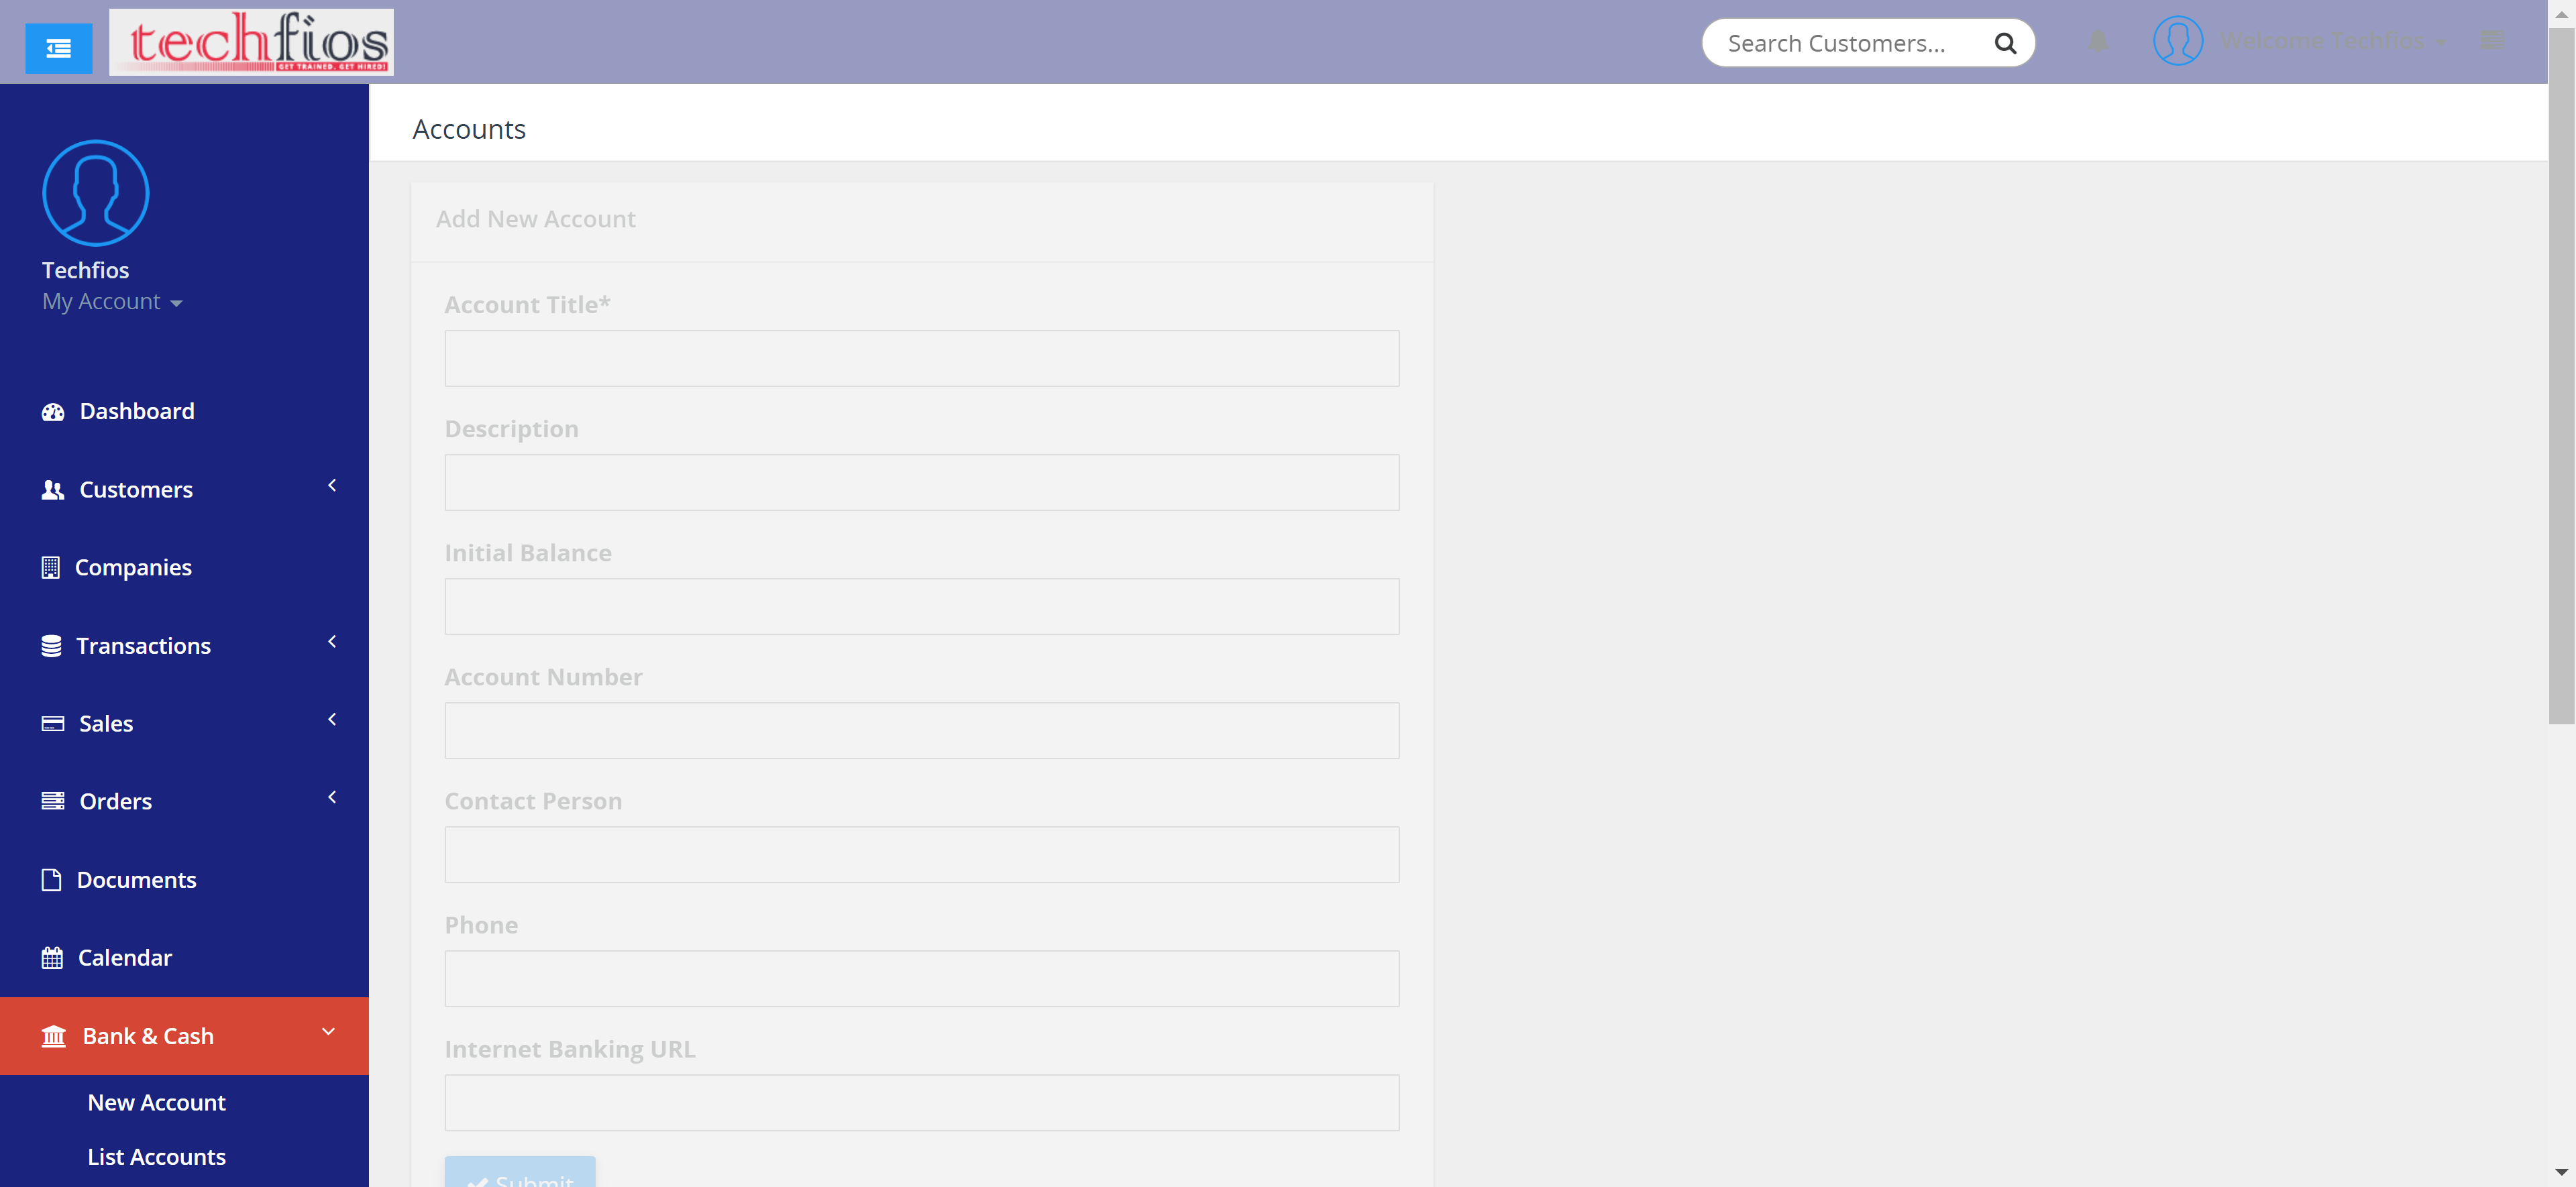 techfios
GET TRAINED. GET HIRED!
Search Customers...
Welcome Techfios
Accounts
Techfios
My Account
Dashboard
Customers
Companies
Transactions
Sales
Orders
Documents
Calendar
Bank & Cash
New Account
List Accounts
Add New Account
Account Title*
Description
Initial Balance
Account Number
Contact Person
Phone
Internet Banking URL
Submit